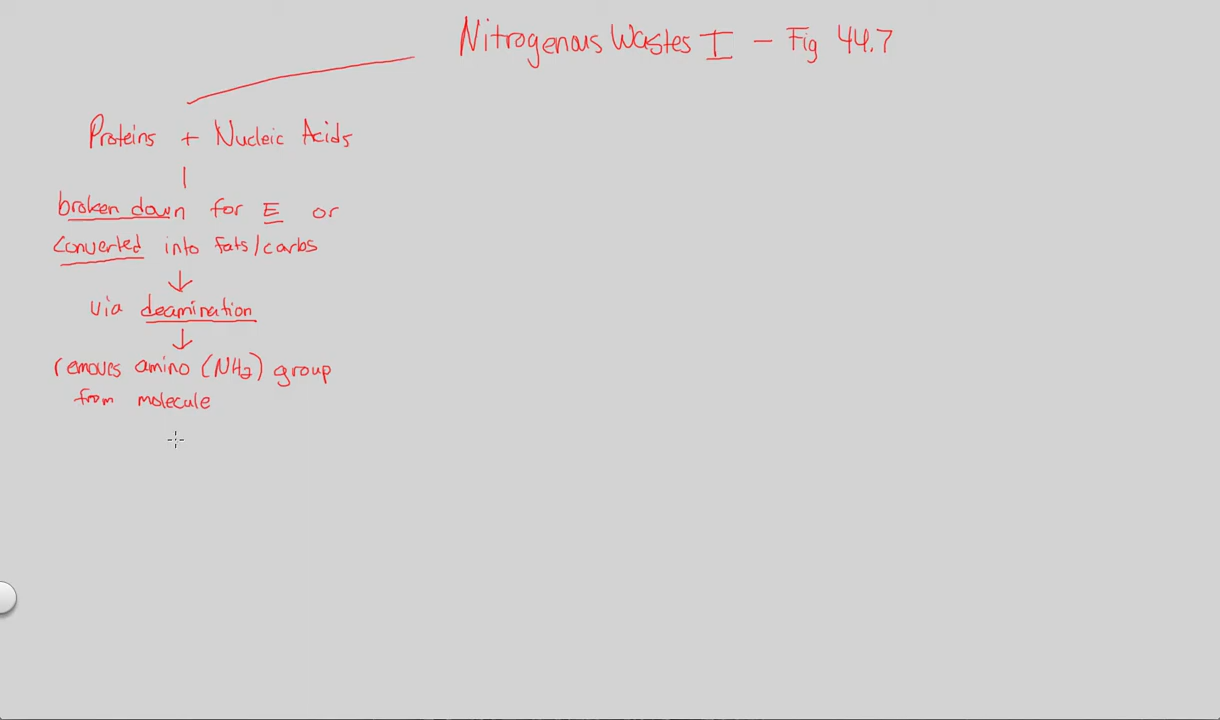 Nitrogenous Wastes I - Fig 44.7
Proteins + Nucleic Acids
broken down for E or
converted into fats/carbs
via deamination
removes amino (NH2) group
from molecule